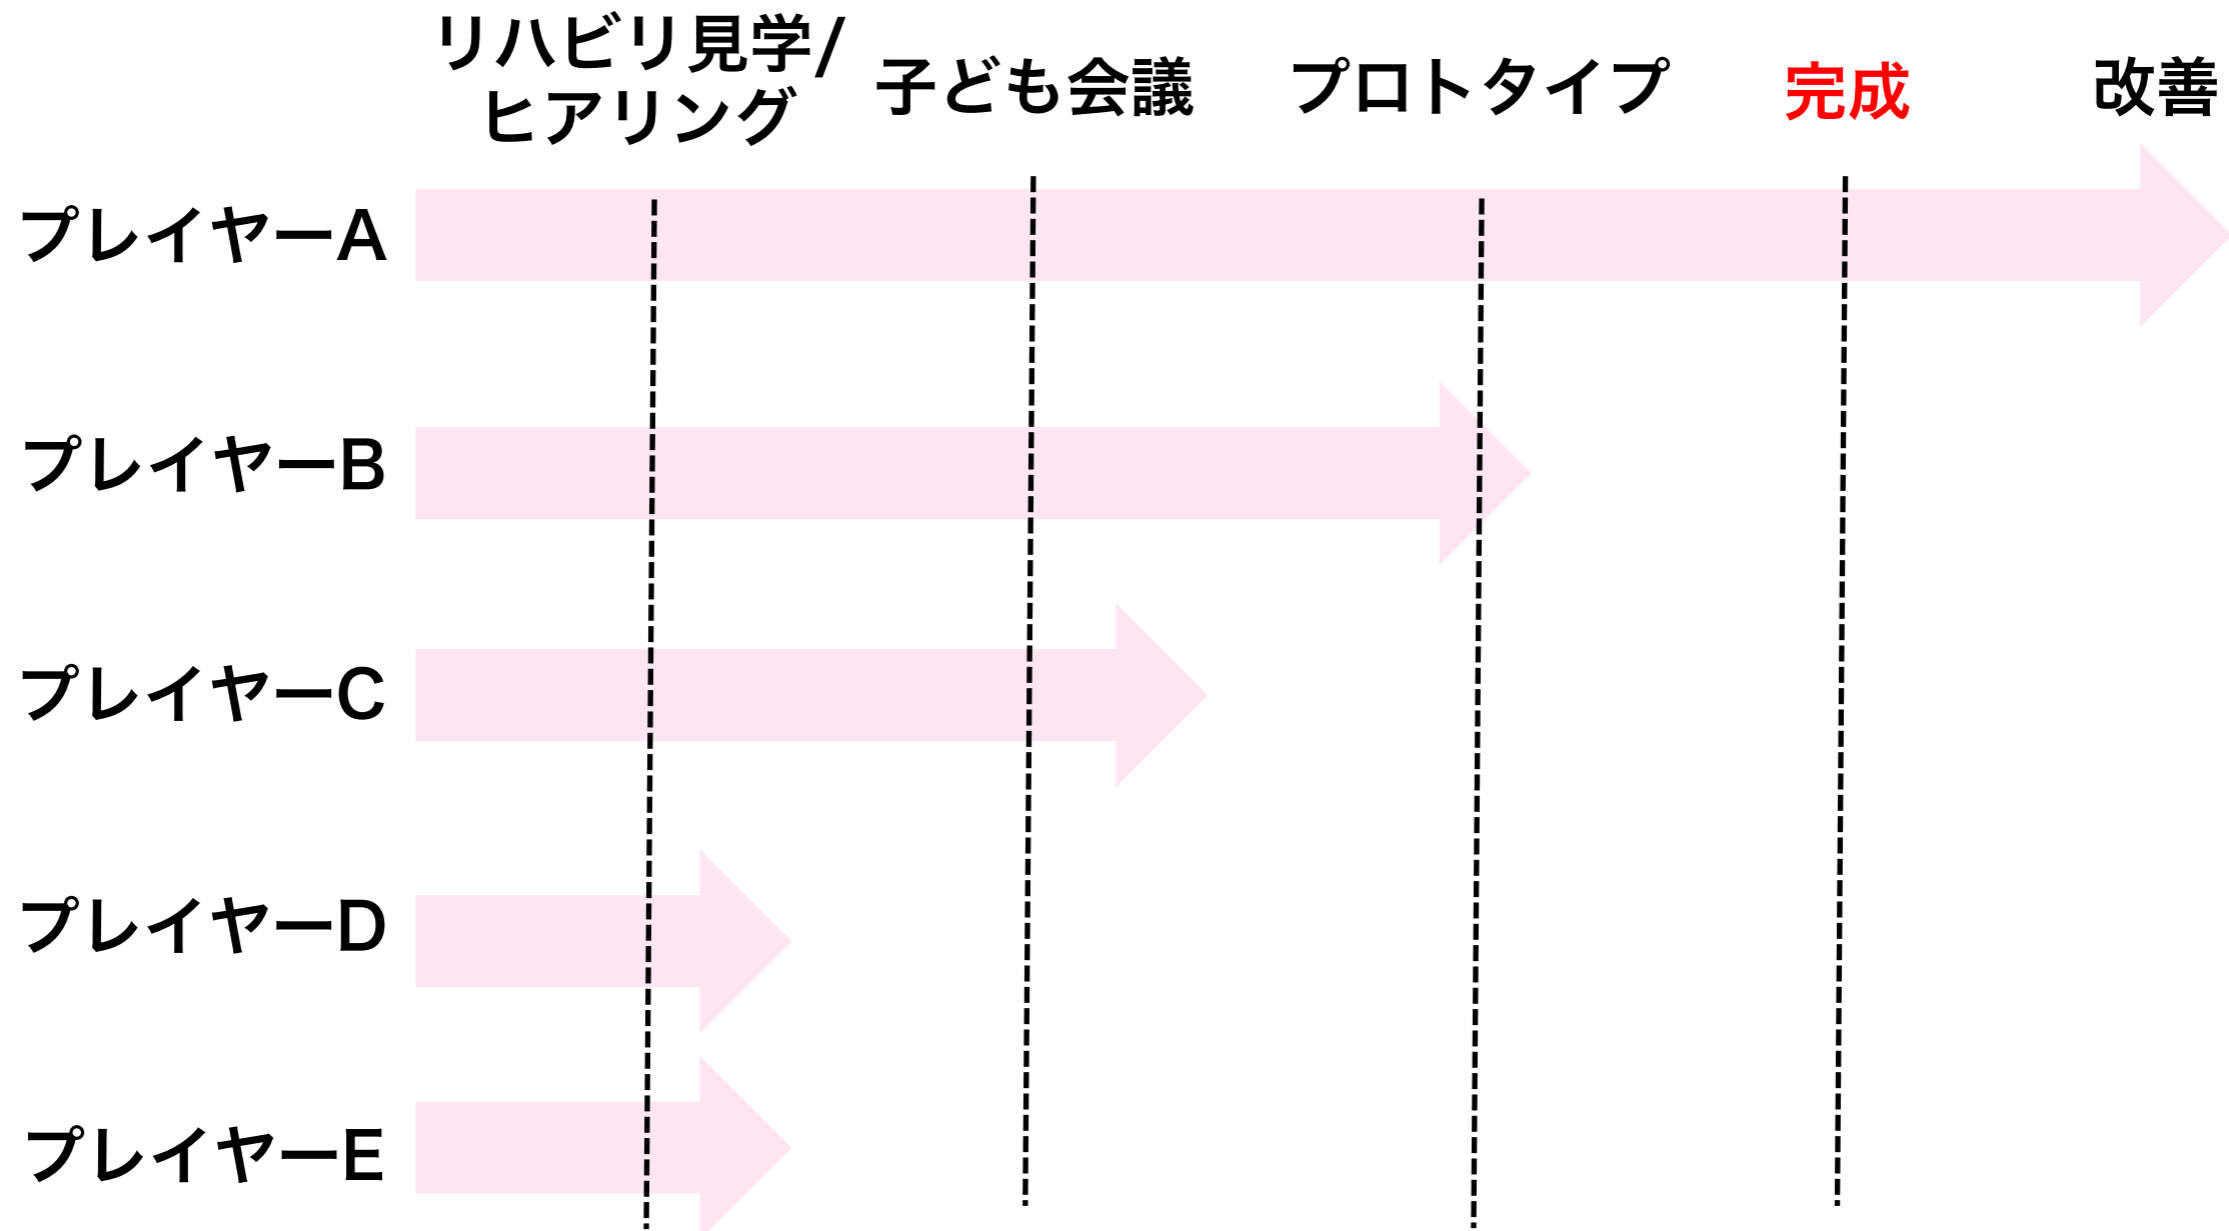 リハビリ見学/
ヒアリング
子ども会議
プロトタイプ
完成
改善
プレイヤーA
プレイヤーB
プレイヤーC
プレイヤーD
プレイヤーE